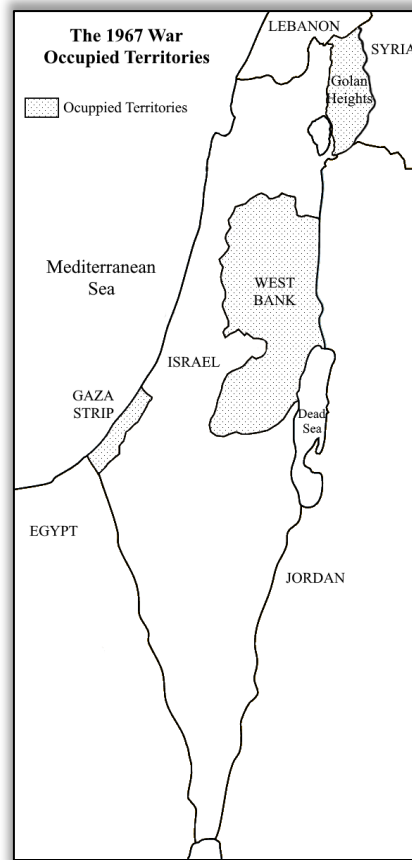 The 1967 War
Occupied Territories
Ocuppied Territories
LEBANON
SYRIA
Golan
Heights
Mediterranean
Sea
WEST
BANK
ISRAEL
GAZA
STRIP
Dead
Sea
EGYPT
JORDAN